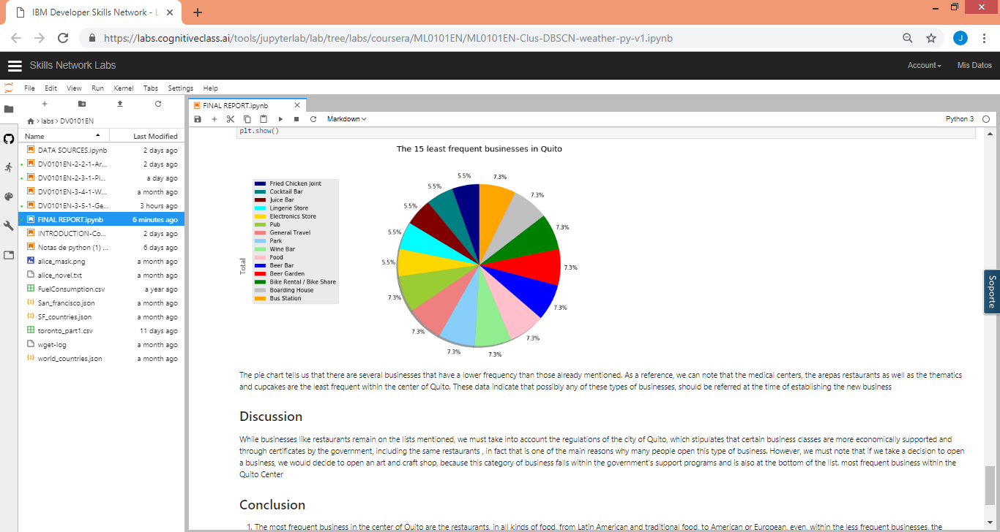 IBM Developer Skills Network - L
https://labs.cognitiveclass.ai/tools/jupyterlab/lab/tree/labs/coursera/ML0101EN/ML0101EN-Clus-DBSCN-weather-py-v1.ipynb
J
Skills Network Labs
Account
Mis Datos
File Edit View Run Kernel Tabs Settings Help
labs > DV0101EN
Name Last Modified
DATA SOURCES.ipynb 2 days ago
DV0101EN-2-2-1-Ar... 2 days ago
DV0101EN-2-3-1-Pi... a day ago
DV0101EN-3-4-1-W... a month ago
DV0101EN-3-5-1-Ge... 3 hours ago
FINAL REPORT.ipynb 6 minutes ago
INTRODUCTION-Co... 2 days ago
Notas de python (1) ... 6 days ago
alice_mask.png a month ago
alice_novel.txt a month ago
FuelConsumption.csv a year ago
San_francisco.json a month ago
SF_countries.json a month ago
toronto_part1.csv 11 days ago
wget-log a month ago
world_countries.json a month ago
FINAL REPORT.ipynb
Markdown
Python 3
plt.show()
The 15 least frequent businesses in Quito
Fried Chicken Joint
Cocktail Bar
Juice Bar
Lingerie Store
Electronics Store
Pub
General Travel
Park
Wine Bar
Food
Beer Bar
Beer Garden
Bike Rental / Bike Share
Boarding House
Bus Station
Total
5.5%
5.5%
5.5%
5.5%
5.5%
7.3%
7.3%
7.3%
7.3%
7.3%
7.3%
7.3%
7.3%
7.3%
7.3%
Soporte
The pie chart tells us that there are several businesses that have a lower frequency than those already mentioned. As a reference, we can note that the medical centers, the arepas restaurants as well as the thematics
and cupcakes are the least frequent within the center of Quito. These data indicate that possibly any of these types of businesses, should be referred at the time of establishing the new business
Discussion
While businesses like restaurants remain on the lists mentioned, we must take into account the regulations of the city of Quito, which stipulates that certain business classes are more economically supported and
through certificates by the government, including the same restaurants , in fact that is one of the main reasons why many people open this type of business. However, we must note that if we take a decision to open
a business, we would decide to open an art and craft shop, because this category of business falls within the government's support programs and is also at the bottom of the list. most frequent business within the
Quito Center
Conclusion
1. The most frequent business in the center of Quito are the restaurants, in all kinds of food, from Latin American and traditional food, to American or European, even, within the less frequent businesses, the